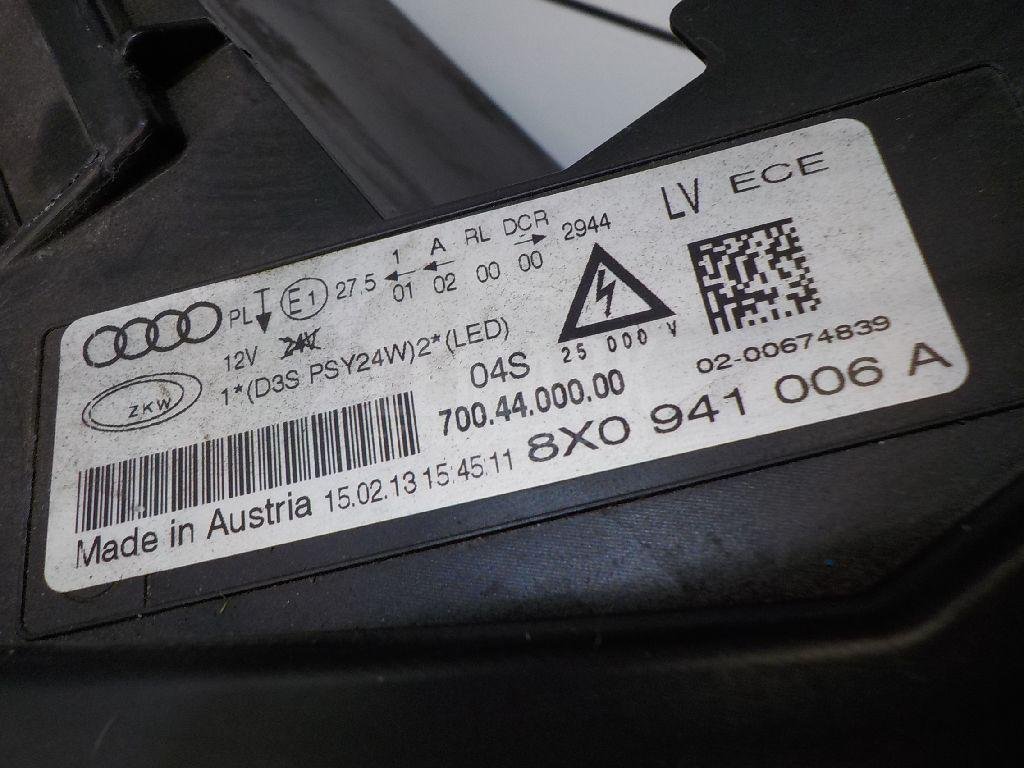 PL E1 27.5 1 A RL DCR 2944
01 02 00 00
12V 24V
1*(D3S PSY24W)2*(LED)
LV ECE
ZKW
04S
25 000 V
700.44.000.00
02-00674839
8X0 941 006 A
Made in Austria 15.02.13 15:45:11